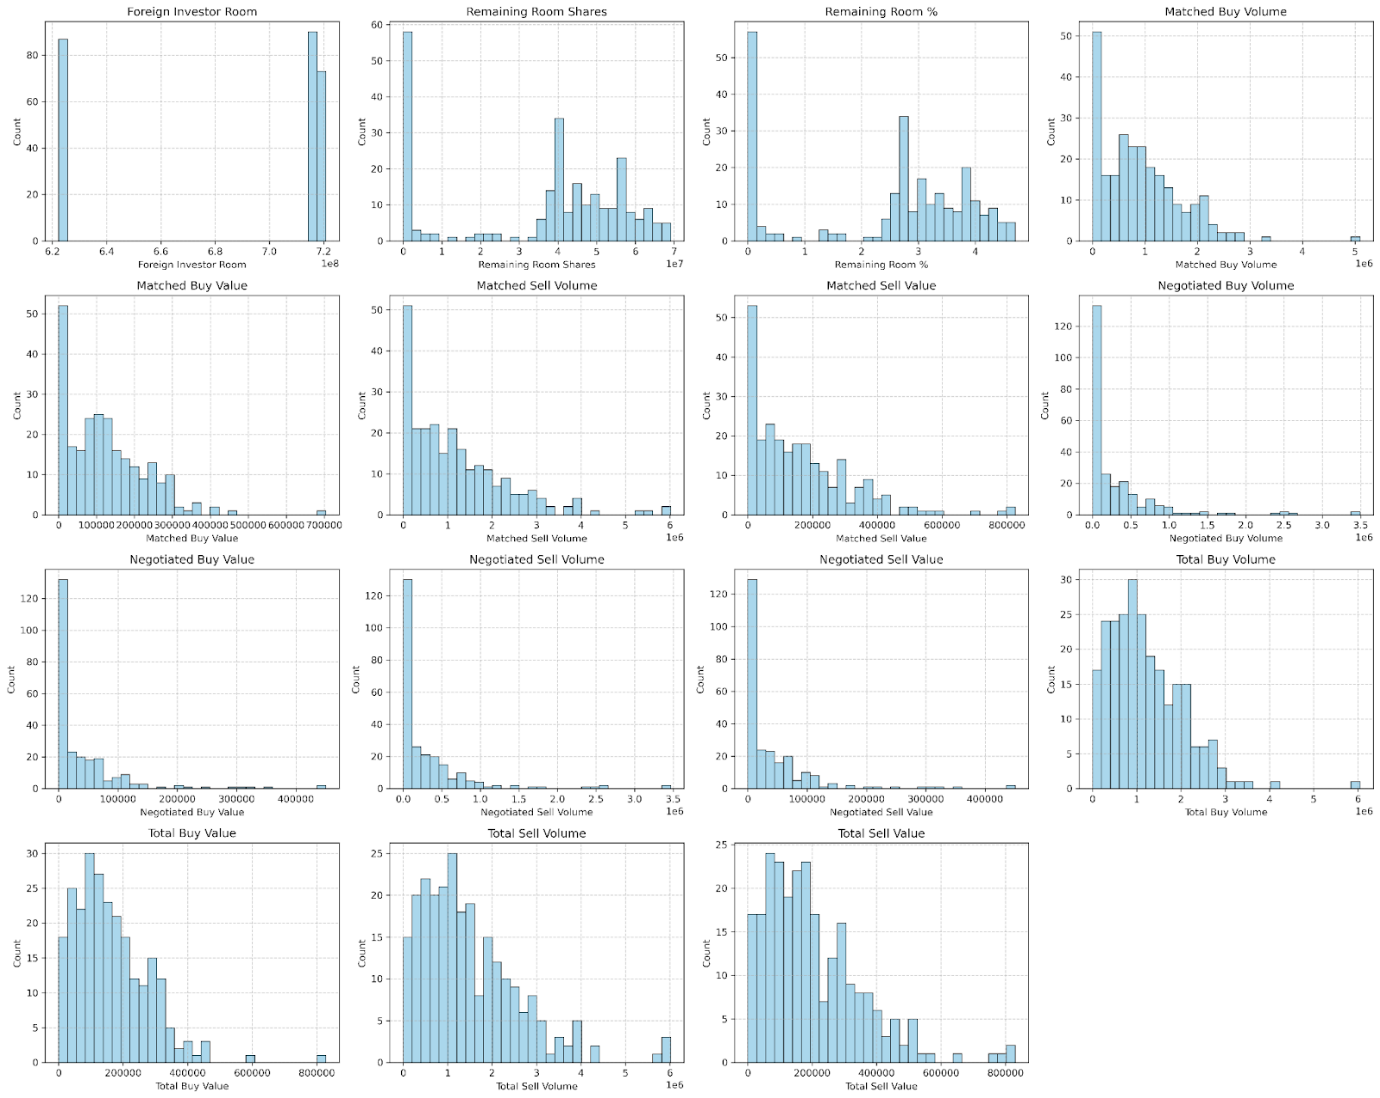 Foreign Investor Room
Count
80
60
40
20
0
6.2 6.4 6.6 6.8 7.0 7.2
Foreign Investor Room
1e8
Remaining Room Shares
Count
60
50
40
30
20
10
0
0 1 2 3 4 5 6 7
Remaining Room Shares
1e7
Remaining Room %
Count
50
40
30
20
10
0
0 1 2 3 4
Remaining Room %
Matched Buy Volume
Count
50
40
30
20
10
0
0 1 2 3 4 5
1e6
Matched Buy Volume
Matched Buy Value
Count
50
40
30
20
10
0
0 100000 200000 300000 400000 500000 600000 700000
Matched Buy Value
Matched Sell Volume
Count
50
40
30
20
10
0
0 1 2 3 4 5 6
Matched Sell Volume
1e6
Matched Sell Value
Count
50
40
30
20
10
0
0 200000 400000 600000 800000
Matched Sell Value
Negotiated Buy Volume
Count
120
100
80
60
40
20
0
0.0 0.5 1.0 1.5 2.0 2.5 3.0 3.5
Negotiated Buy Volume
1e6
Negotiated Buy Value
Count
120
100
80
60
40
20
0
0 100000 200000 300000 400000
Negotiated Buy Value
Negotiated Sell Volume
Count
120
100
80
60
40
20
0
0.0 0.5 1.0 1.5 2.0 2.5 3.0 3.5
Negotiated Sell Volume
1e6
Negotiated Sell Value
Count
120
100
80
60
40
20
0
0 100000 200000 300000 400000
Negotiated Sell Value
Total Buy Volume
Count
30
25
20
15
10
5
0
0 1 2 3 4 5 6
Total Buy Volume
1e6
Total Buy Value
Count
30
25
20
15
10
5
0
0 200000 400000 600000 800000
Total Buy Value
Total Sell Volume
Count
25
20
15
10
5
0
0 1 2 3 4 5 6
Total Sell Volume
1e6
Total Sell Value
Count
25
20
15
10
5
0
0 200000 400000 600000 800000
Total Sell Value